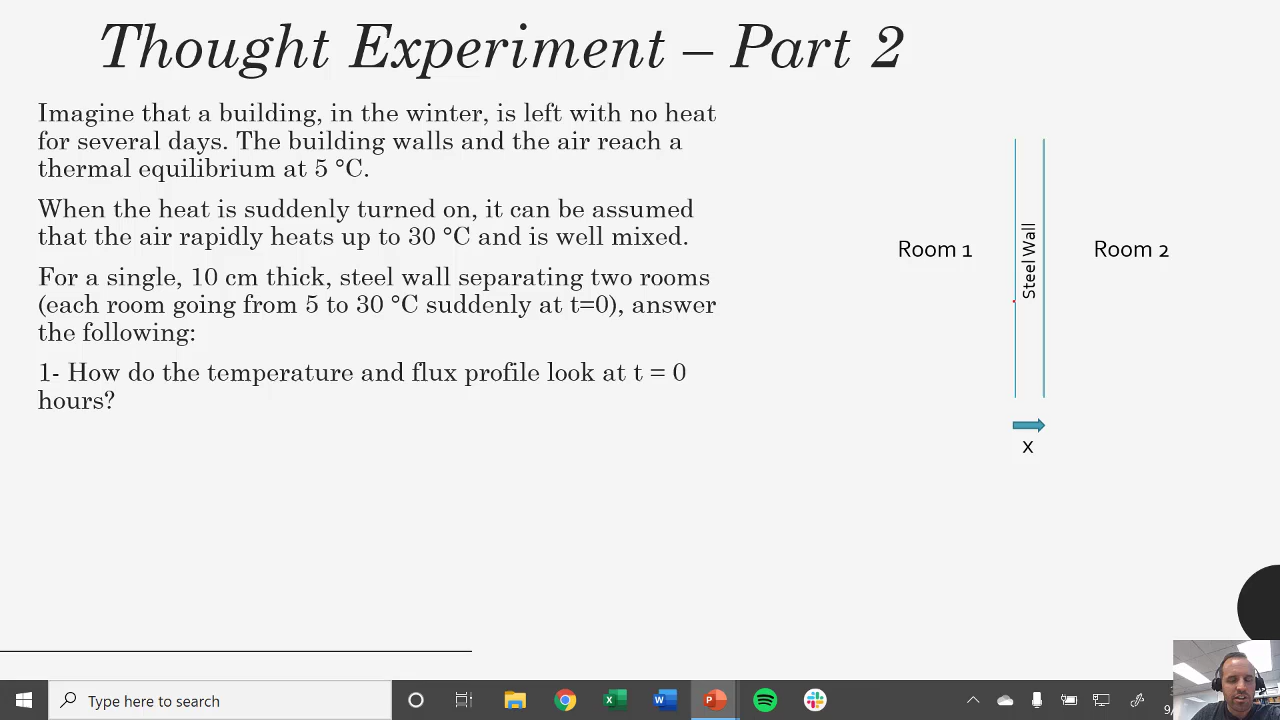 Thought Experiment – Part 2
Imagine that a building, in the winter, is left with no heat
for several days. The building walls and the air reach a
thermal equilibrium at 5 °C.
When the heat is suddenly turned on, it can be assumed
that the air rapidly heats up to 30 °C and is well mixed.
For a single, 10 cm thick, steel wall separating two rooms
(each room going from 5 to 30 °C suddenly at t=0), answer
the following:
1- How do the temperature and flux profile look at t = 0
hours?
Room 1
Steel Wall
Room 2
x
Type here to search